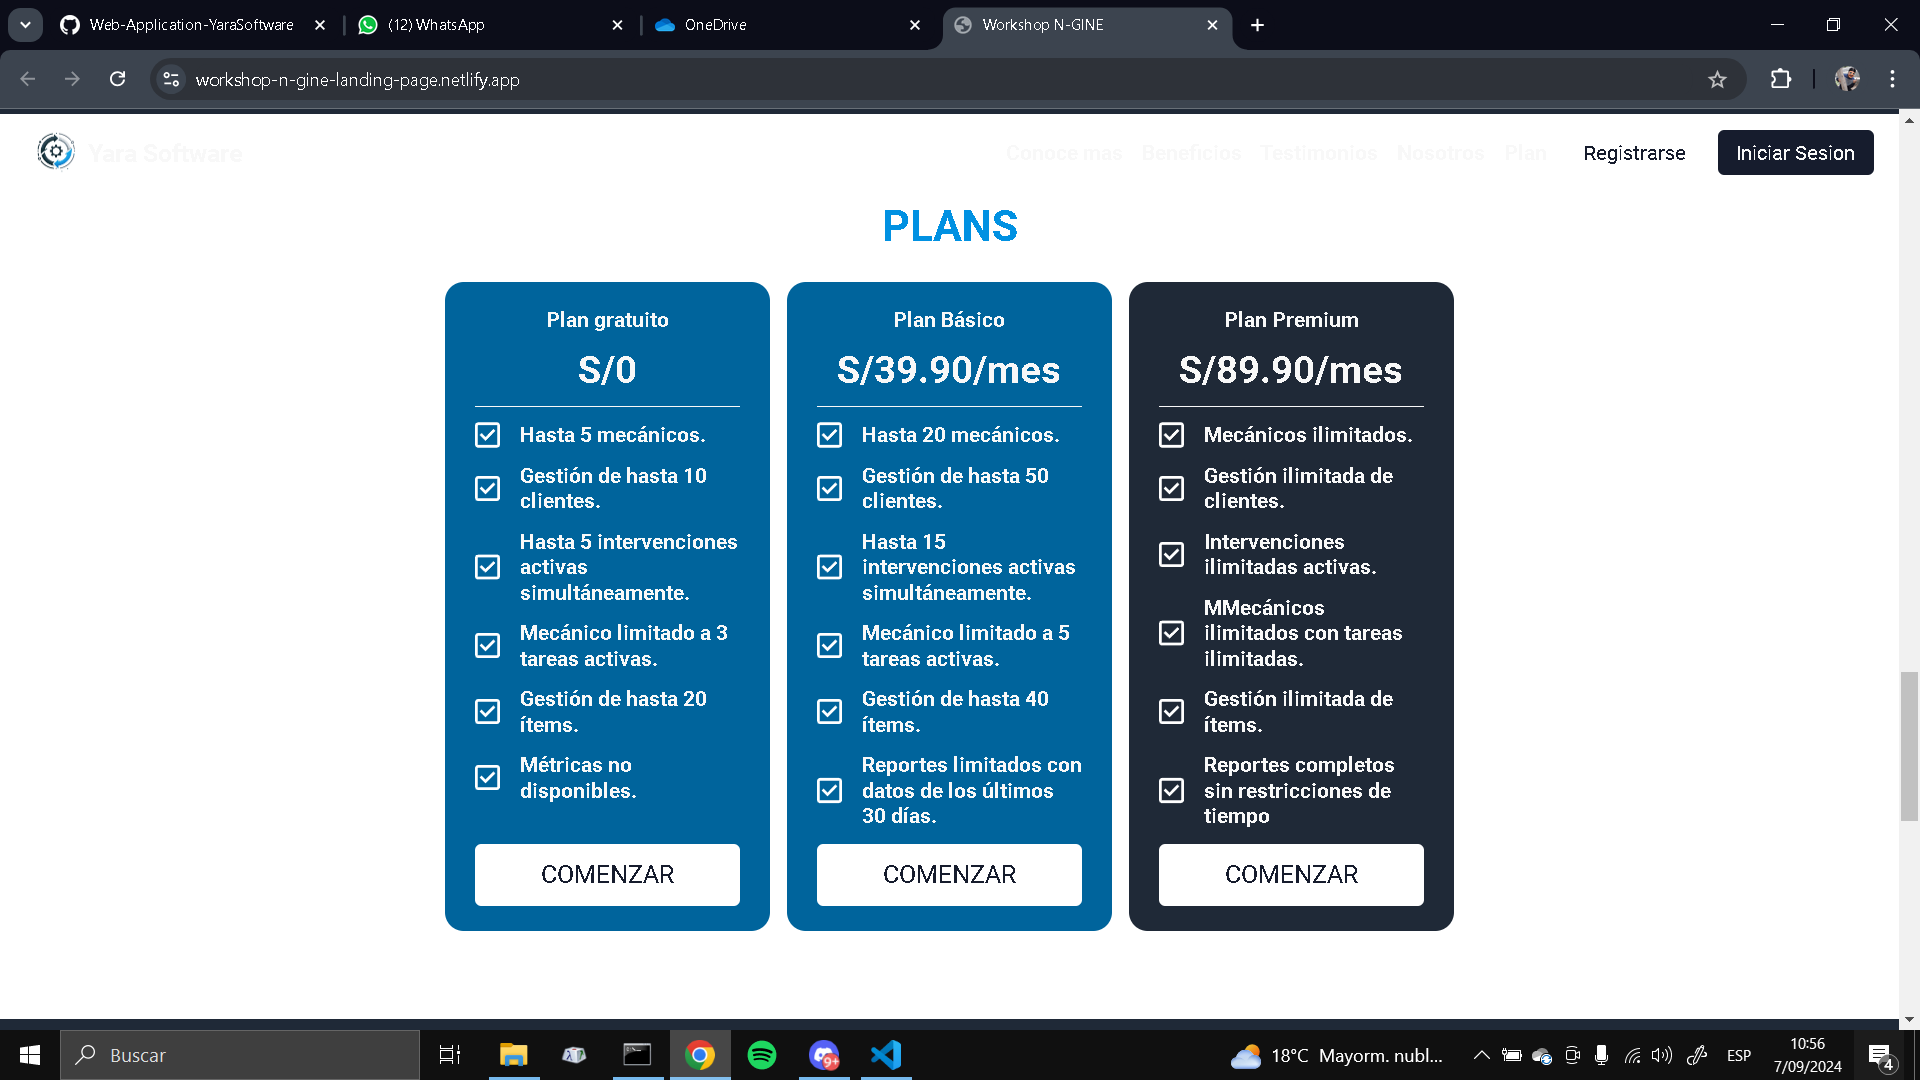 Web-Application-YaraSoftware
(12) WhatsApp
OneDrive
Workshop N-GINE
workshop-n-gine-landing-page.netlify.app
Yara Software
Conoce mas Beneficios Testimonios Nosotros Plan Registrarse Iniciar Sesion
PLANS
Plan gratuito
S/0
Hasta 5 mecánicos.
Gestión de hasta 10
clientes.
Hasta 5 intervenciones
activas
simultáneamente.
Mecánico limitado a 3
tareas activas.
Gestión de hasta 20
ítems.
Métricas no
disponibles.
COMENZAR
Plan Básico
S/39.90/mes
Hasta 20 mecánicos.
Gestión de hasta 50
clientes.
Hasta 15
intervenciones activas
simultáneamente.
Mecánico limitado a 5
tareas activas.
Gestión de hasta 40
ítems.
Reportes limitados con
datos de los últimos
30 días.
COMENZAR
Plan Premium
S/89.90/mes
Mecánicos ilimitados.
Gestión ilimitada de
clientes.
Intervenciones
ilimitadas activas.
MMecánicos
ilimitados con tareas
ilimitadas.
Gestión ilimitada de
ítems.
Reportes completos
sin restricciones de
tiempo
COMENZAR
Buscar
9+
18°C Mayorm. nubl...
ESP
10:56
7/09/2024
4